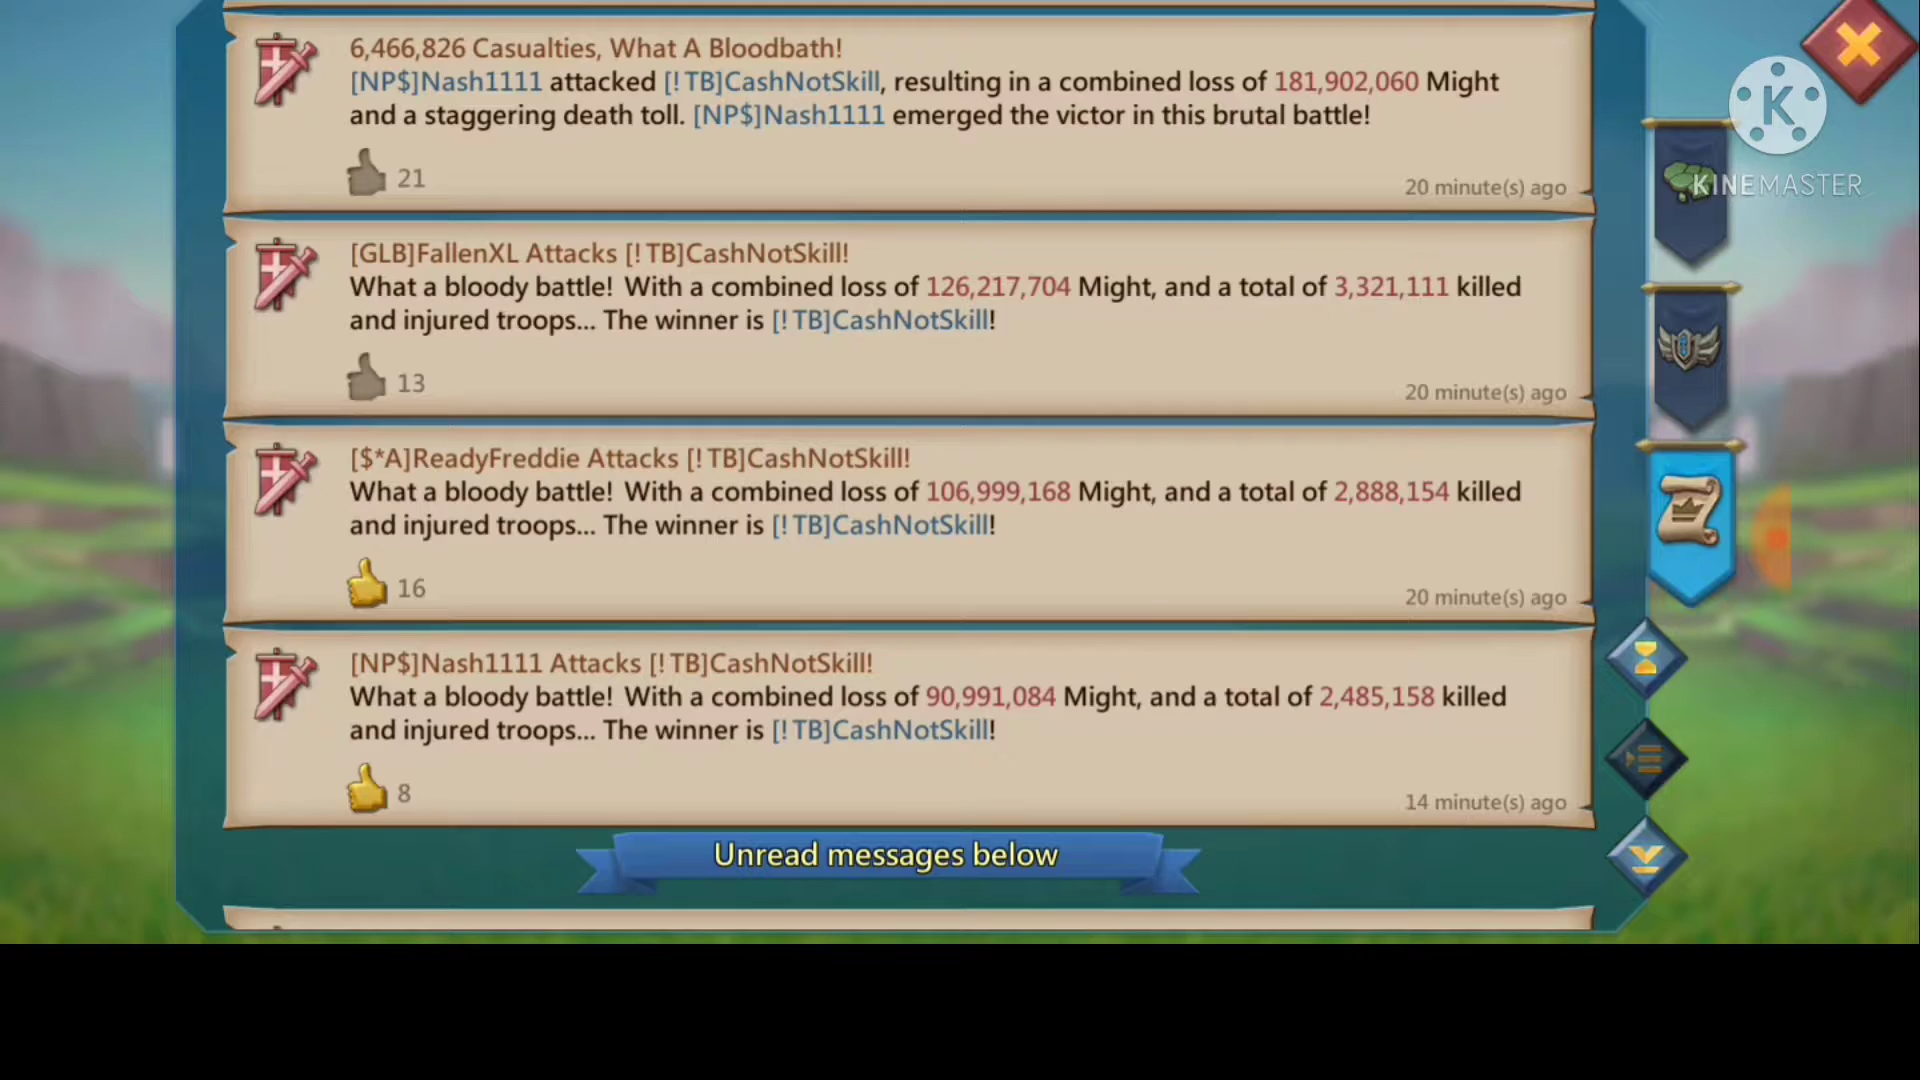 6,466,826 Casualties, What A Bloodbath!
[NP$]Nash1111 attacked [!TB]CashNotSkill, resulting in a combined loss of 181,902,060 Might
and a staggering death toll. [NP$]Nash1111 emerged the victor in this brutal battle!
21
20 minute(s) ago
K
KINEMASTER
[GLB]FallenXL Attacks [!TB]CashNotSkill!
What a bloody battle! With a combined loss of 126,217,704 Might, and a total of 3,321,111 killed
and injured troops... The winner is [!TB]CashNotSkill!
13
20 minute(s) ago
[$*A]ReadyFreddie Attacks [!TB]CashNotSkill!
What a bloody battle! With a combined loss of 106,999,168 Might, and a total of 2,888,154 killed
and injured troops... The winner is [!TB]CashNotSkill!
16
20 minute(s) ago
[NP$]Nash1111 Attacks [!TB]CashNotSkill!
What a bloody battle! With a combined loss of 90,991,084 Might, and a total of 2,485,158 killed
and injured troops... The winner is [!TB]CashNotSkill!
8
14 minute(s) ago
Unread messages below